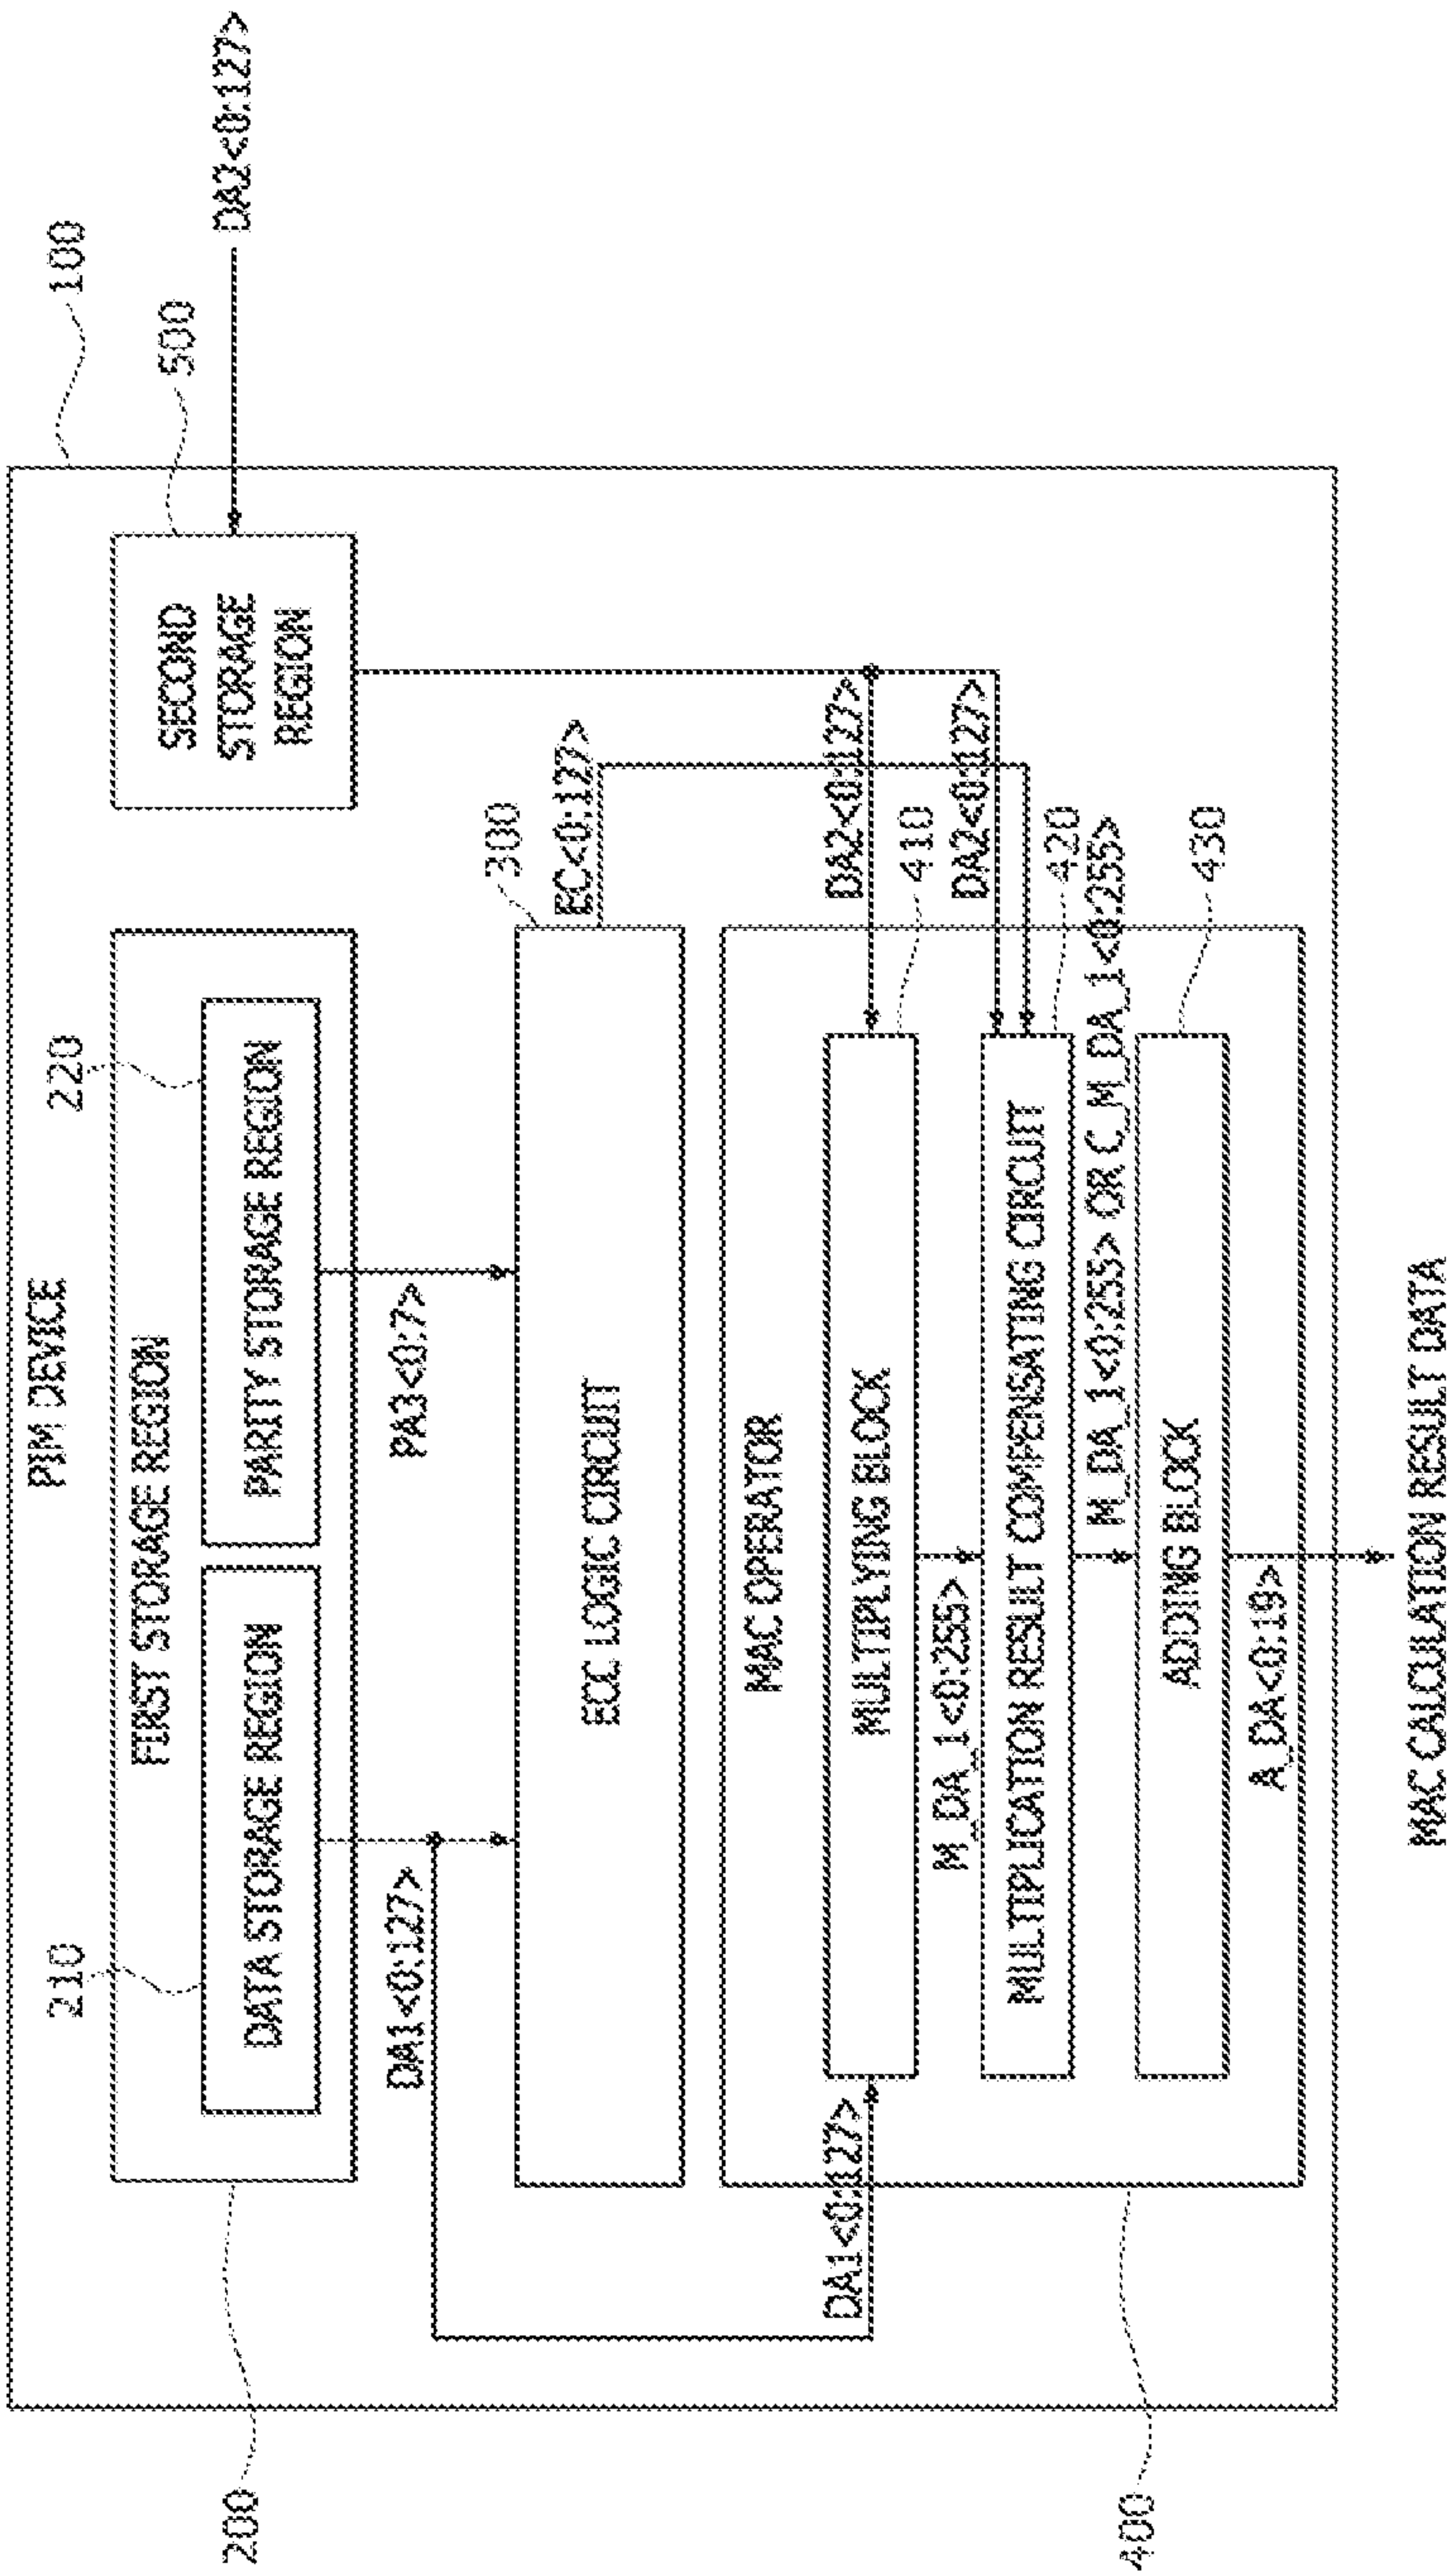 PIM DEVICE
100
FIRST STORAGE REGION
210
DATA STORAGE REGION
220
PARITY STORAGE REGION
200
SECOND
STORAGE
REGION
500
DA2<0:127>
DA1<0:127>
PA3<0:7>
300
ECC LOGIC CIRCUIT
EC<0:127>
MAC OPERATOR
400
DA1<0:127>
MULTIPLYING BLOCK
DA2<0:127>
410
M_DA_1<0:255>
DA2<0:127>
MULTIPLICATION RESULT COMPENSATING CIRCUIT
420
M_DA_1<0:255> OR C_M_DA_1<0:255>
ADDING BLOCK
430
A_DA<0:19>
MAC CALCULATION RESULT DATA